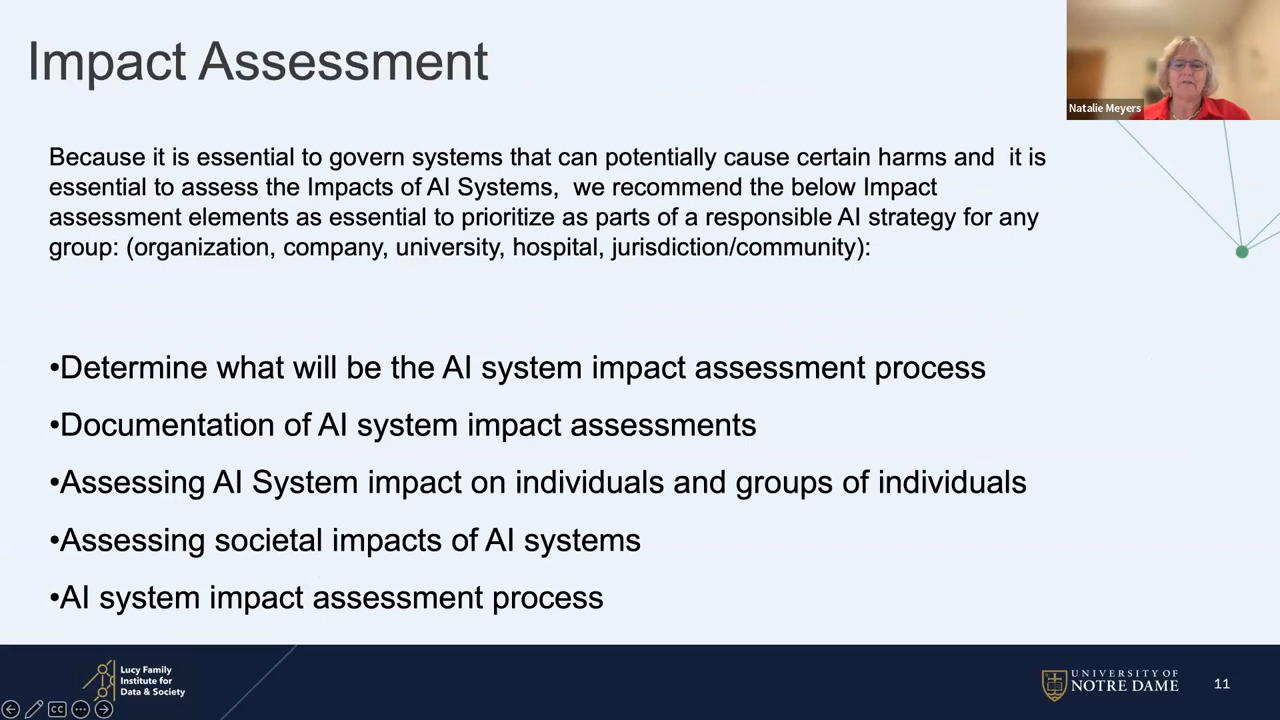 Impact Assessment
Natalie Meyers
Because it is essential to govern systems that can potentially cause certain harms and  it is
essential to assess the Impacts of AI Systems,  we recommend the below Impact
assessment elements as essential to prioritize as parts of a responsible AI strategy for any
group: (organization, company, university, hospital, jurisdiction/community):
•Determine what will be the AI system impact assessment process
•Documentation of AI system impact assessments
•Assessing AI System impact on individuals and groups of individuals
•Assessing societal impacts of AI systems
•AI system impact assessment process
Lucy Family
Institute for
Data & Society
UNIVERSITY OF
NOTRE DAME
11
CC